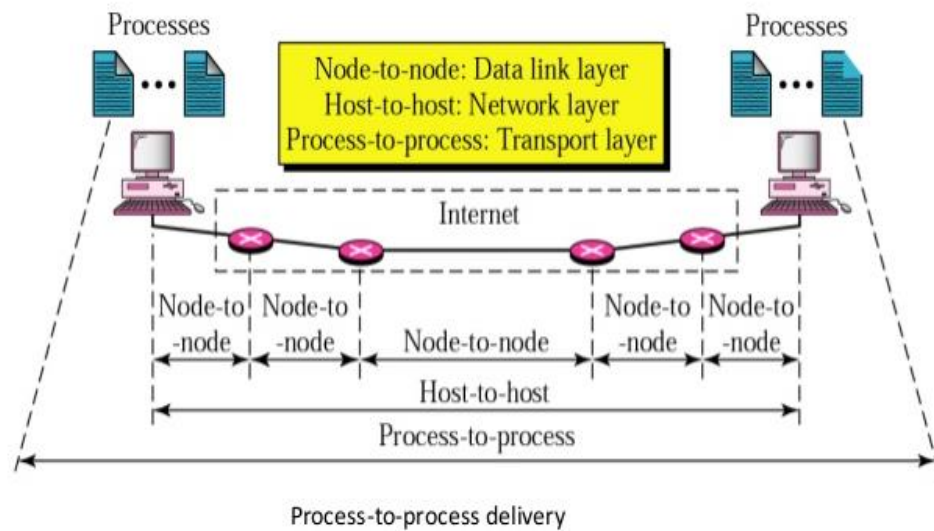 Processes
Processes
Node-to-node: Data link layer
Host-to-host: Network layer
Process-to-process: Transport layer
Internet
Node-to
-node
Node-to
-node
Node-to-node
Node-to
-node
Node-to
-node
Host-to-host
Process-to-process
Process-to-process delivery